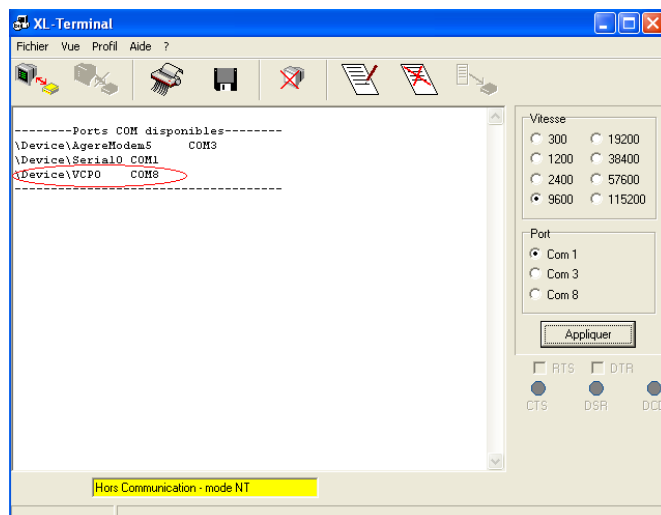 XL-Terminal
Fichier Vue Profil Aide ?
--------Ports COM disponibles--------
\Device\AgereModem5 COM3
\Device\Serial0 COM1
\Device\VCP0 COM8
-------------------------------------
Vitesse
300 19200
1200 38400
2400 57600
9600 115200
Port
Com 1
Com 3
Com 8
Appliquer
RTS DTR
CTS DSR DCD
Hors Communication - mode NT